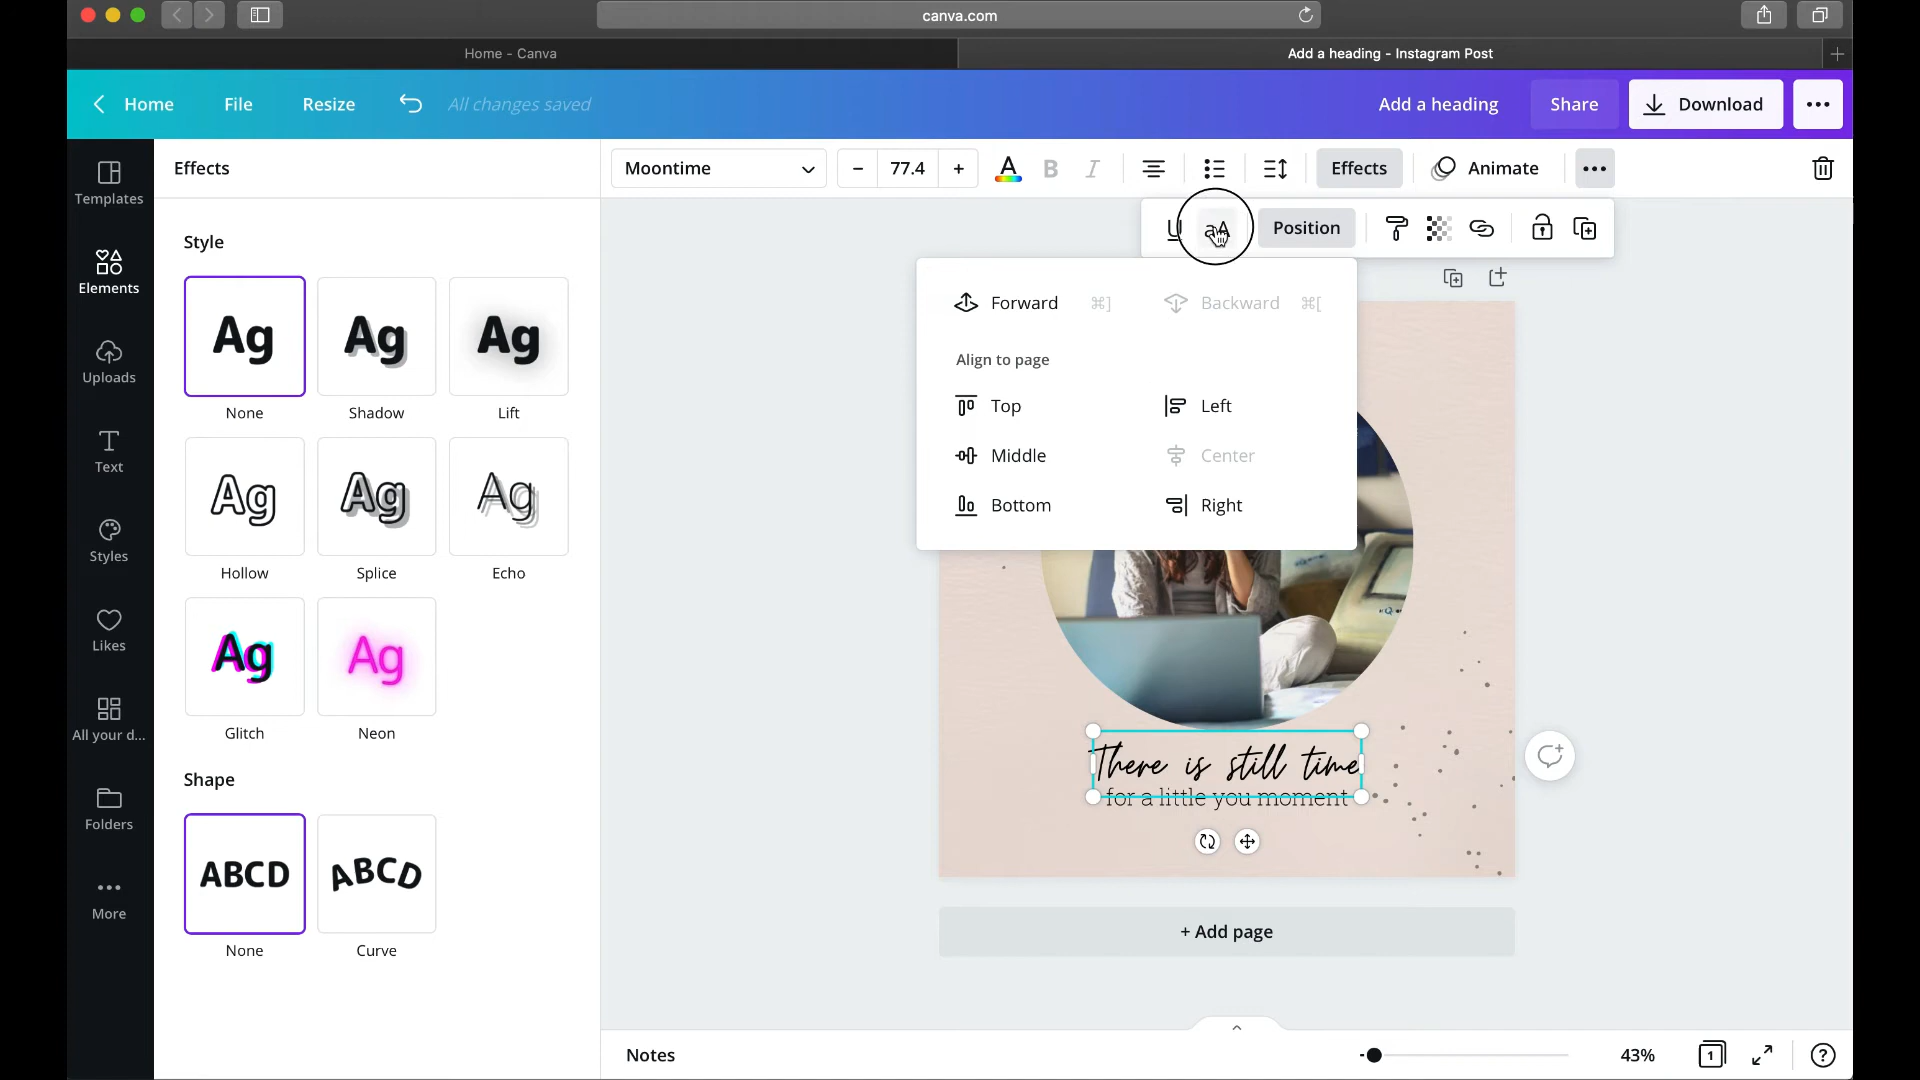 canva.com
Home - Canva
Add a heading - Instagram Post
Home
File
Resize
All changes saved
Add a heading
Share
Download
Templates
Elements
Uploads
Text
Styles
Likes
All your d...
Folders
More
Effects
Style
Ag Ag Ag
None Shadow Lift
Ag Ag Ag
Hollow Splice Echo
Ag Ag
Glitch Neon
Shape
ABCD ABCD
None Curve
Moontime
- 77.4 +
A B I
Effects
Animate
U aA Position
Forward ⌘] Backward ⌘[
Align to page
Top Left
Middle Center
Bottom Right
There is still time
for a little you moment
+ Add page
Notes
43%
1
?